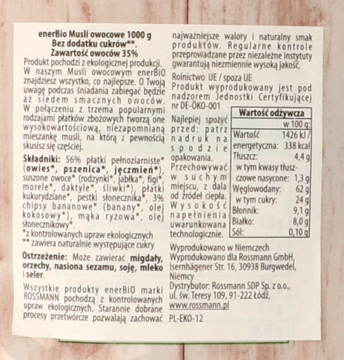 enerBio Musli owocowe 1000 g
Bez dodatku cukrów**.
Zawartość owoców 35%
Produkt pochodzi z ekologicznej produkcji.
W naszym Musli owocowym enerBiO
znajdziesz wszystko, co najlepsze. O Twoją
uwagę podczas śniadania zabiegać będzie
aż siedem smacznych owoców.
W połączeniu z trzema popularnymi
rodzajami płatków zbożowych tworzą one
wysokowartościową, niezapomnianą
mieszankę musli, na którą z pewnością
skusisz się częściej.
Składniki: 56% płatki pełnoziarniste*
(owies*, pszenica*, jęczmień*),
suszone owoce* (rodzynki*, jabłka*, figi*,
morele*, daktyle*, śliwki*), płatki
kukurydziane*, pestki słonecznika*, 3%
chipsy bananowe* (banany*, olej
kokosowy*), mąka ryżowa*, olej
słonecznikowy*.
*z kontrolowanych upraw ekologicznych
** zawiera naturalnie występujące cukry
Ostrzeżenie: Może zawierać migdały,
orzechy, nasiona sezamu, soję, mleko
i seler.
Wszystkie produkty enerBiO marki
ROSSMANN pochodzą z kontrolowanych
upraw ekologicznych. Starannie dobrane
procesy przetwórcze pozwalają zachować
najważniejsze walory i naturalny smak
produktów. Regularne kontrole
przeprowadzane przez niezależne instytuty
gwarantują niezmiennie wysoką jakość.
Rolnictwo UE / spoza UE
Produkt wyprodukowany jest pod
nadzorem Jednostki Certyfikującej
nr DE-ÖKO-001
Najlepiej spożyć
przed: patrz
nadruk na
spodzie
opakowania.
Przechowywać
w suchym
miejscu, z dala
od źródeł ciepła.
Wysokość
napełnienia
uwarunkowana
technologicznie.
Wartość odżywcza
w 100 g:
Wartość 1426 kJ /
energetyczna: 338 kcal
Tłuszcz: 4,4 g
w tym kwasy tłusz-
czowe nasycone: 1,3 g
Węglowodany: 62 g
w tym cukry: 24 g
Błonnik: 9,1 g
Białko: 8,0 g
Sól: 0,10 g
Wyprodukowano w Niemczech
Wyprodukowano dla Rossmann GmbH,
Isernhägener Str. 16, 30938 Burgwedel,
Niemcy
Dystrybutor: Rossmann SDP Sp. z o.o.,
ul. św. Teresy 109, 91-222 Łódź,
www.rossmann.pl
PL-EKO-12